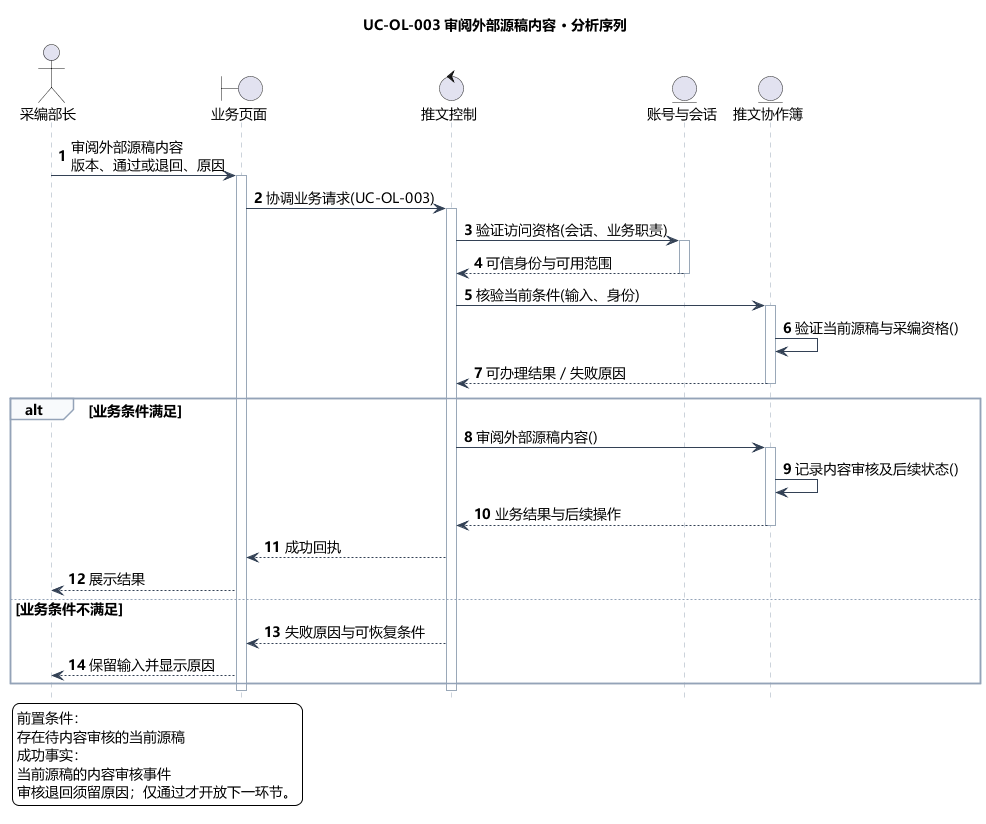 UC-OL-003 审阅外部源稿内容・分析序列
采编部长
业务页面
推文控制
账号与会话
推文协作簿
1 审阅外部源稿内容
版本、通过或退回、原因
2 协调业务请求(UC-OL-003)
3 验证访问资格(会话、业务职责)
4 可信身份与可用范围
5 核验当前条件(输入、身份)
6 验证当前源稿与采编资格()
7 可办理结果 / 失败原因
alt [业务条件满足]
8 审阅外部源稿内容()
9 记录内容审核及后续状态()
10 业务结果与后续操作
11 成功回执
12 展示结果
[业务条件不满足]
13 失败原因与可恢复条件
14 保留输入并显示原因
前置条件：
存在待内容审核的当前源稿
成功事实：
当前源稿的内容审核事件
审核退回须留原因；仅通过才开放下一环节。